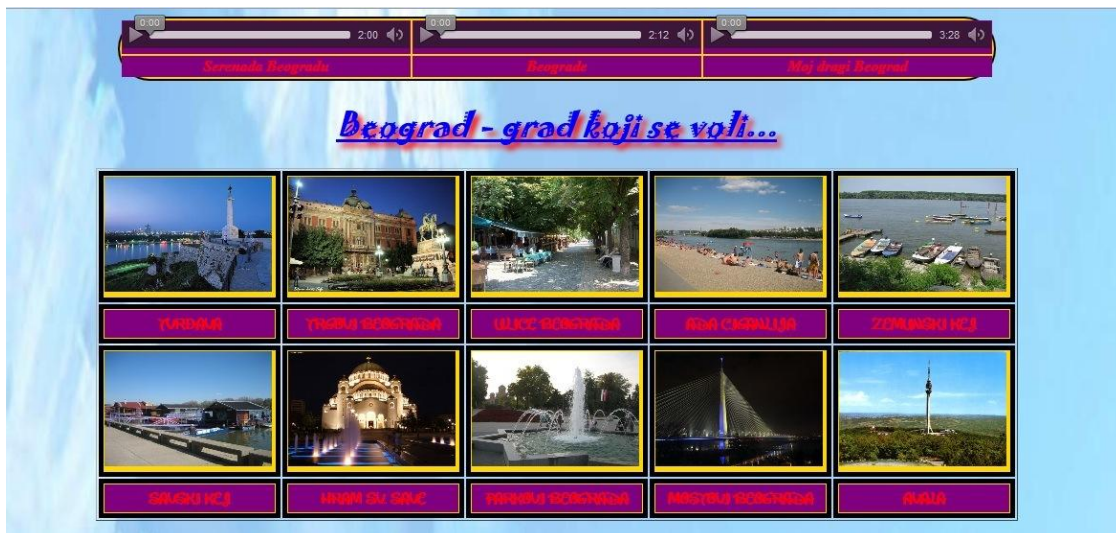 0:00 2:00 0:00 2:12 0:00 3:28
Serenada Beogradu Beograde Moj dragi Beograd
Beograd - grad koji se voli...
TVRĐAVA TRGOVI BEOGRADA ULICE BEOGRADA ADA CIGANLIJA ZEMUNSKI KEJ
SAVSKI KEJ HRAM SV. SAVE PARKOVI BEOGRADA MOSTOVI BEOGRADA AVALA